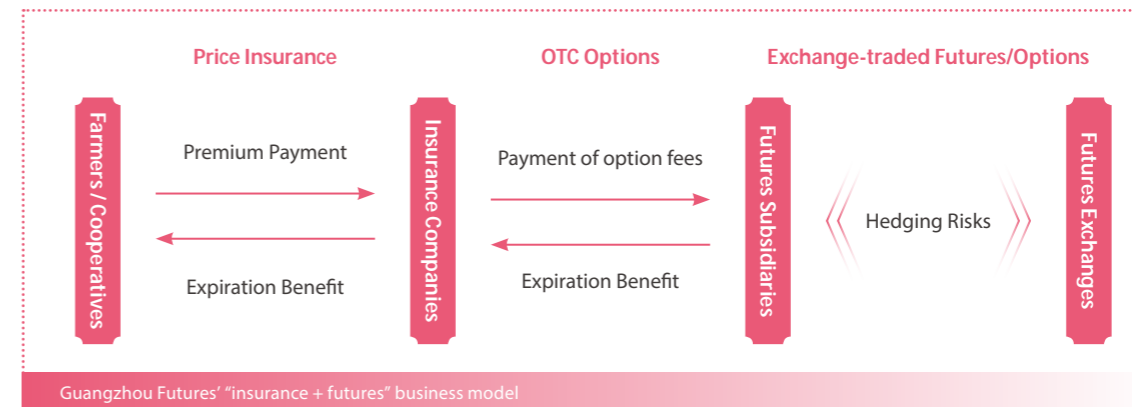 Price Insurance
OTC Options
Exchange-traded Futures/Options
Farmers / Cooperatives
Premium Payment
Expiration Benefit
Insurance Companies
Payment of option fees
Expiration Benefit
Futures Subsidiaries
Hedging Risks
Futures Exchanges
Guangzhou Futures’ “insurance + futures” business model